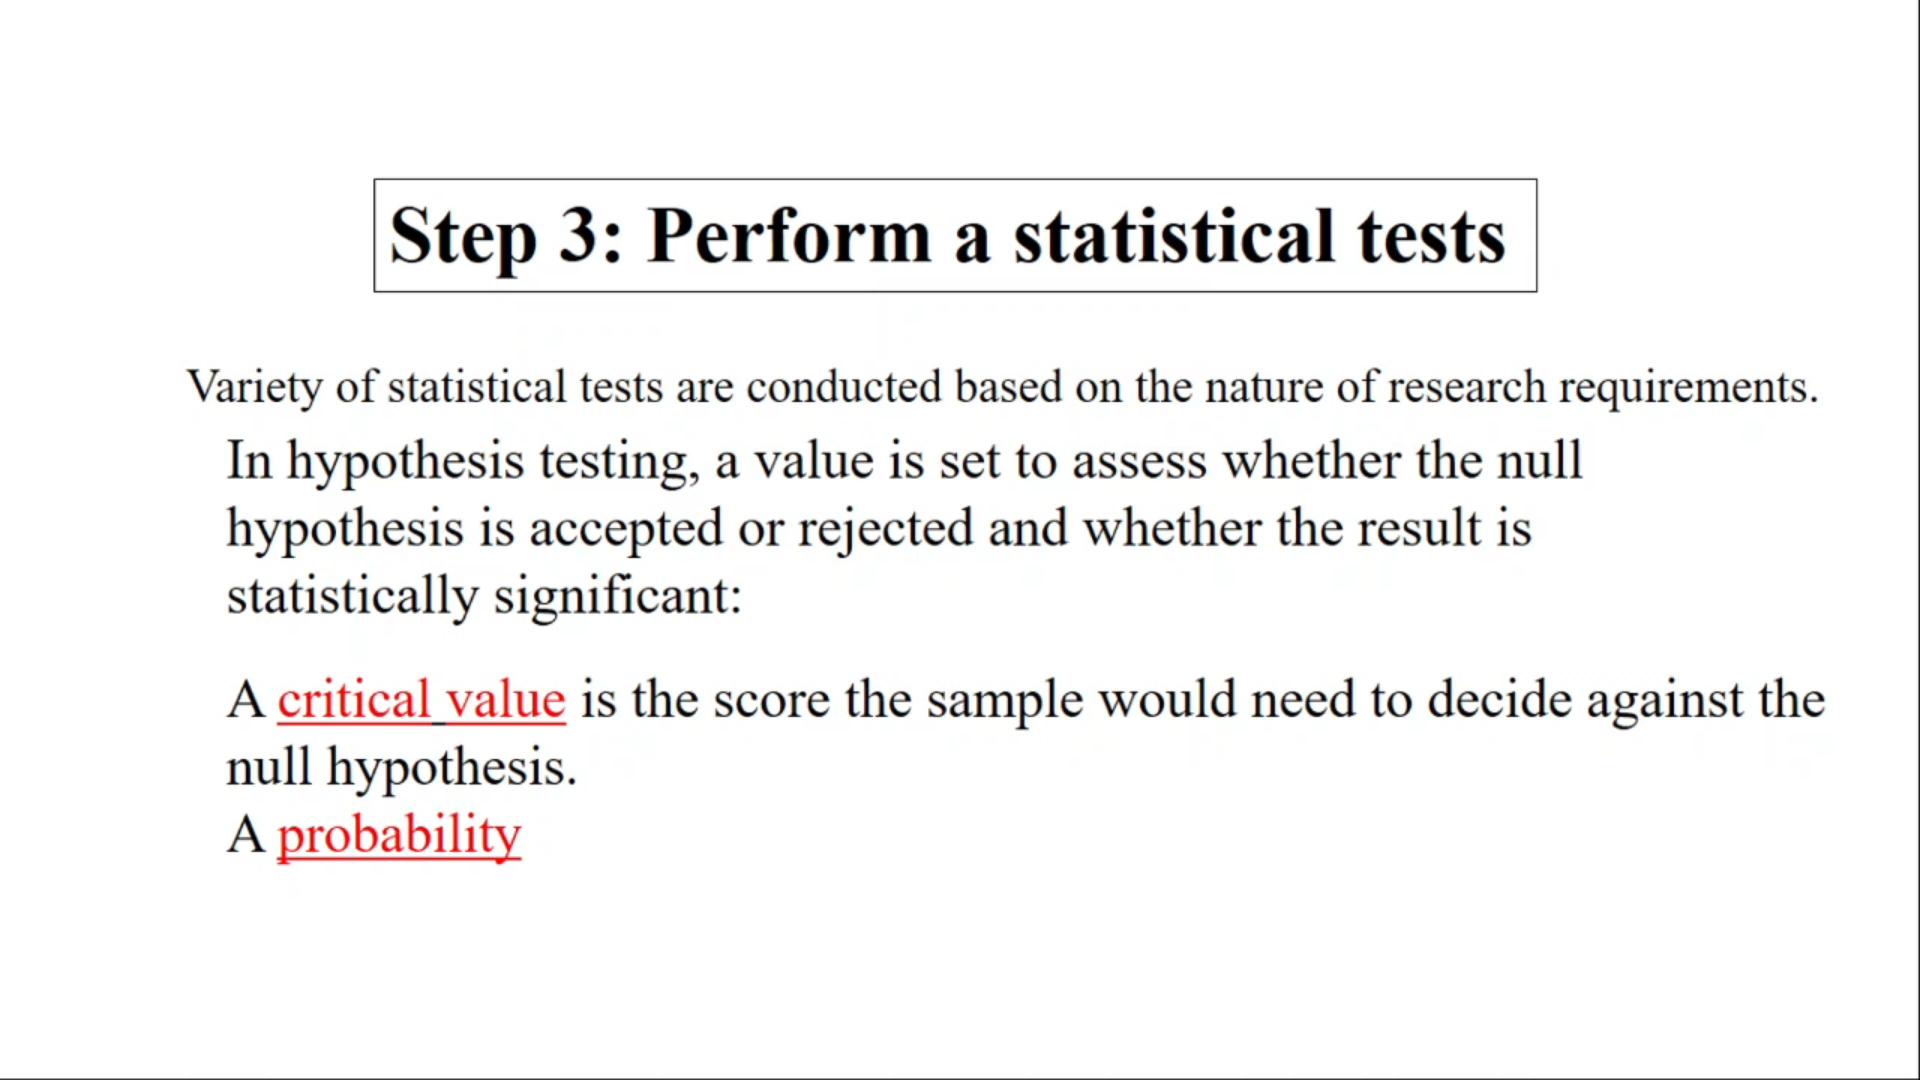 Step 3: Perform a statistical tests
Variety of statistical tests are conducted based on the nature of research requirements.
In hypothesis testing, a value is set to assess whether the null
hypothesis is accepted or rejected and whether the result is
statistically significant:
A critical value is the score the sample would need to decide against the
null hypothesis.
A probability